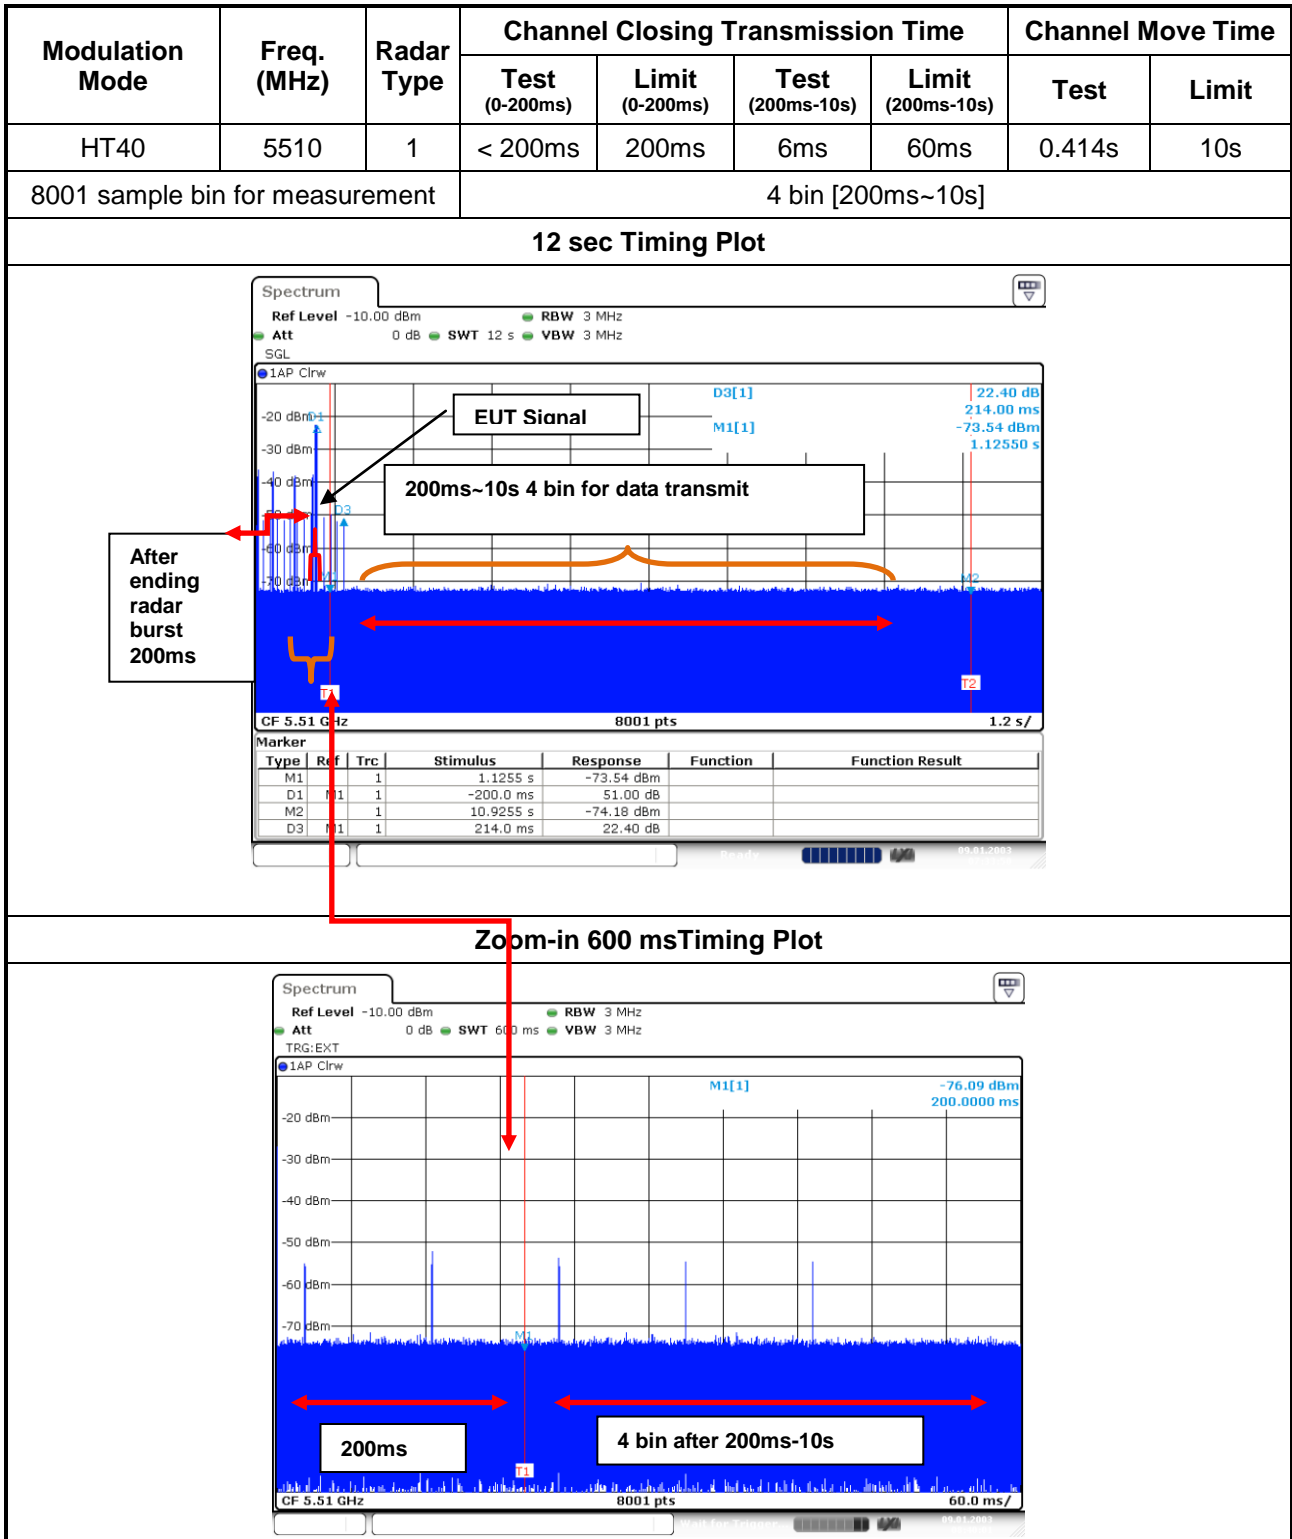 Modulation Mode Freq. (MHz) Radar Type Channel Closing Transmission Time Channel Move Time
Test (0-200ms) Limit (0-200ms) Test (200ms-10s) Limit (200ms-10s) Test Limit
HT40 5510 1 < 200ms 200ms 6ms 60ms 0.414s 10s
8001 sample bin for measurement 4 bin [200ms~10s]
12 sec Timing Plot
Spectrum
Ref Level -10.00 dBm RBW 3 MHz
Att 0 dB SWT 12 s VBW 3 MHz
SGL
1AP Clrw
D3[1] 22.40 dB
214.00 ms
M1[1] -73.54 dBm
1.12550 s
-20 dBm
D1
EUT Signal
-30 dBm
-40 dBm
200ms~10s 4 bin for data transmit
D3
-60 dBm
-70 dBm
M2
After
ending
radar
burst
200ms
T1
T2
CF 5.51 GHz 8001 pts 1.2 s/
Marker
Type Ref Trc Stimulus Response Function Function Result
M1 1 1.1255 s -73.54 dBm
D1 M1 1 -200.0 ms 51.00 dB
M2 1 10.9255 s -74.18 dBm
D3 M1 1 214.0 ms 22.40 dB
Ready
09.01.2003
Zoom-in 600 msTiming Plot
Spectrum
Ref Level -10.00 dBm RBW 3 MHz
Att 0 dB SWT 600 ms VBW 3 MHz
TRG:EXT
1AP Clrw
M1[1] -76.09 dBm
200.0000 ms
-20 dBm
-30 dBm
-40 dBm
-50 dBm
-60 dBm
-70 dBm
M1
200ms
4 bin after 200ms-10s
T1
CF 5.51 GHz 8001 pts 60.0 ms/
Wait for Trigger
09.01.2003